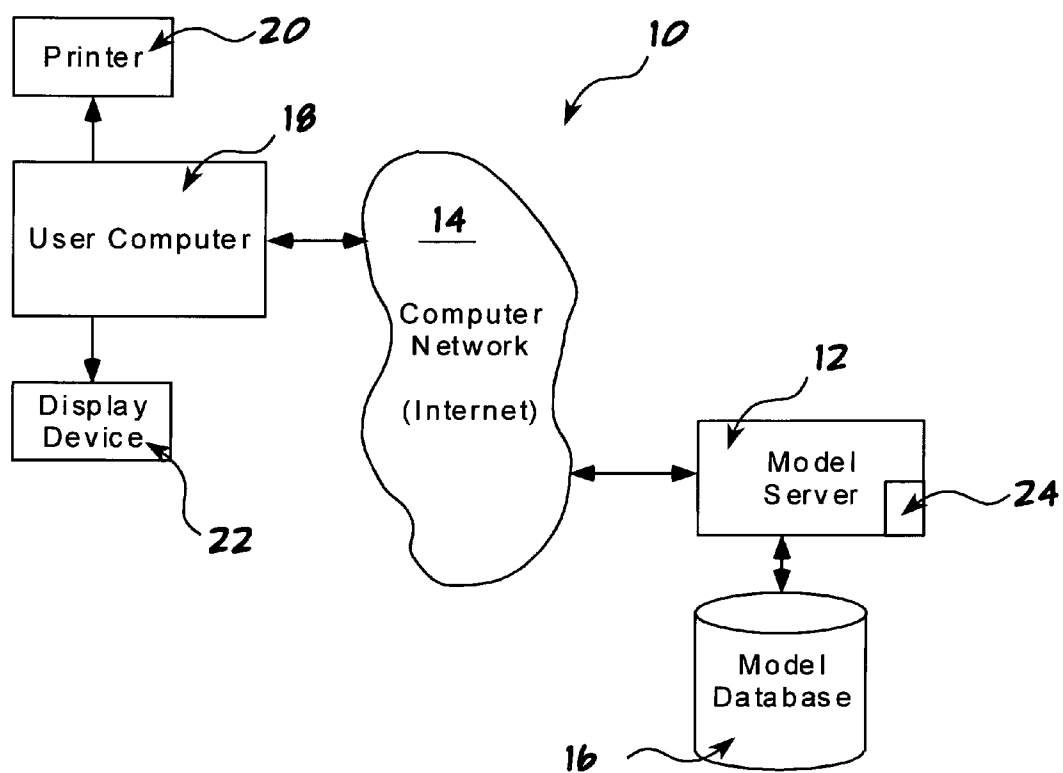 20
Printer
10
18
User Computer
14
Computer
Network
(Internet)
12
Display
Device
22
Model
Server
24
Model
Database
16